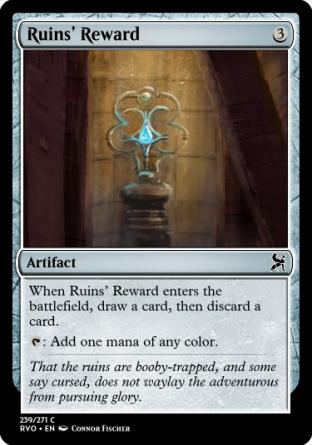 Ruins' Reward 3
Artifact
When Ruins' Reward enters the
battlefield, draw a card, then discard a
card.
: Add one mana of any color.
That the ruins are booby-trapped, and some
say cursed, does not waylay the adventurous
from pursuing glory.
239/271 C
RVO • EN Connor Fischer